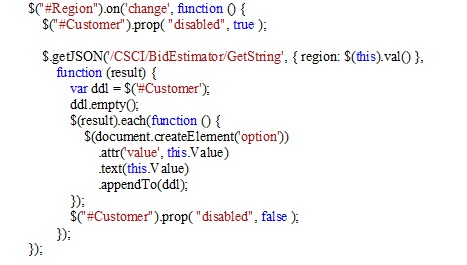 $("#Region").on('change', function () {
$("#Customer").prop( "disabled", true );
$.getJSON('/CSCI/BidEstimator/GetString', { region: $(this).val() },
function (result) {
var ddl = $('#Customer');
ddl.empty();
$(result).each(function () {
$(document.createElement('option'))
.attr('value', this.Value)
.text(this.Value)
.appendTo(ddl);
});
$("#Customer").prop( "disabled", false );
});
});